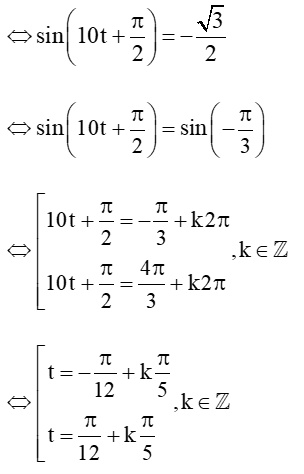 ⇔ sin(10t + π/2) = −√3/2
⇔ sin(10t + π/2) = sin(−π/3)
⇔ [10t + π/2 = −π/3 + k2π
10t + π/2 = 4π/3 + k2π , k ∈ ℤ
⇔ [t = −π/12 + kπ/5
t = π/12 + kπ/5 , k ∈ ℤ